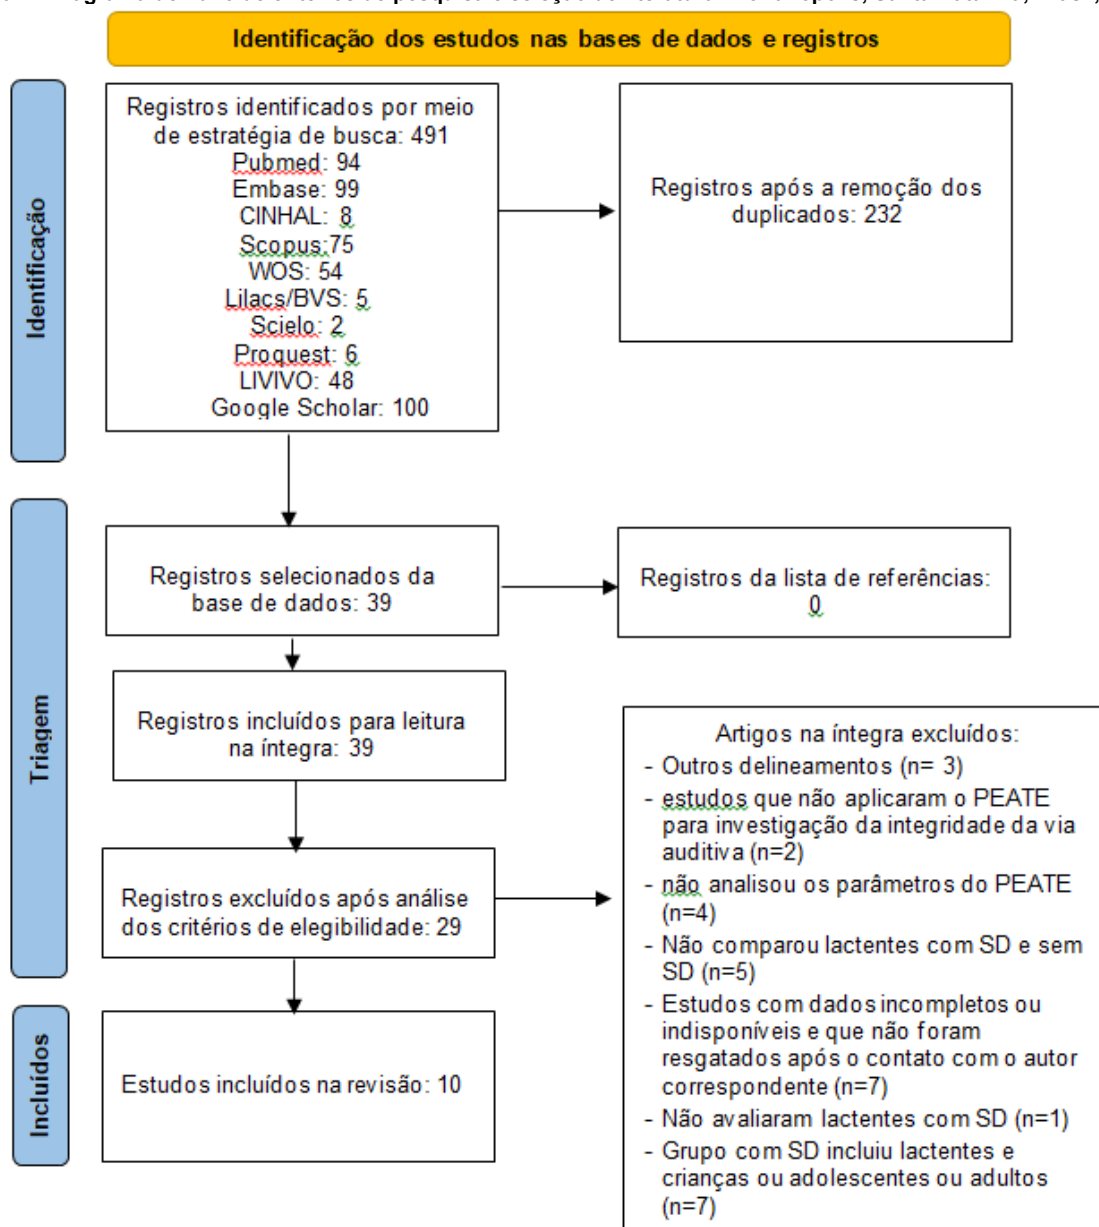 Identificação dos estudos nas bases de dados e registros
Identificação
Registros identificados por meio
de estratégia de busca: 491
Pubmed: 94
Embase: 99
CINHAL: 8
Scopus:75
WOS: 54
Lilacs/BVS: 5
Scielo: 2
Proquest: 6
LIVIVO: 48
Google Scholar: 100
Registros após a remoção dos
duplicados: 232
Triagem
Registros selecionados da
base de dados: 39
Registros da lista de referências:
0
Registros incluídos para leitura
na íntegra: 39
Registros excluídos após análise
dos critérios de elegibilidade: 29
Artigos na íntegra excluídos:
- Outros delineamentos (n= 3)
- estudos que não aplicaram o PEATE
para investigação da integridade da via
auditiva (n=2)
- não analisou os parâmetros do PEATE
(n=4)
- Não comparou lactentes com SD e sem
SD (n=5)
- Estudos com dados incompletos ou
indisponíveis e que não foram
resgatados após o contato com o autor
correspondente (n=7)
- Não avaliaram lactentes com SD (n=1)
- Grupo com SD incluiu lactentes e
crianças ou adolescentes ou adultos
(n=7)
Incluídos
Estudos incluídos na revisão: 10